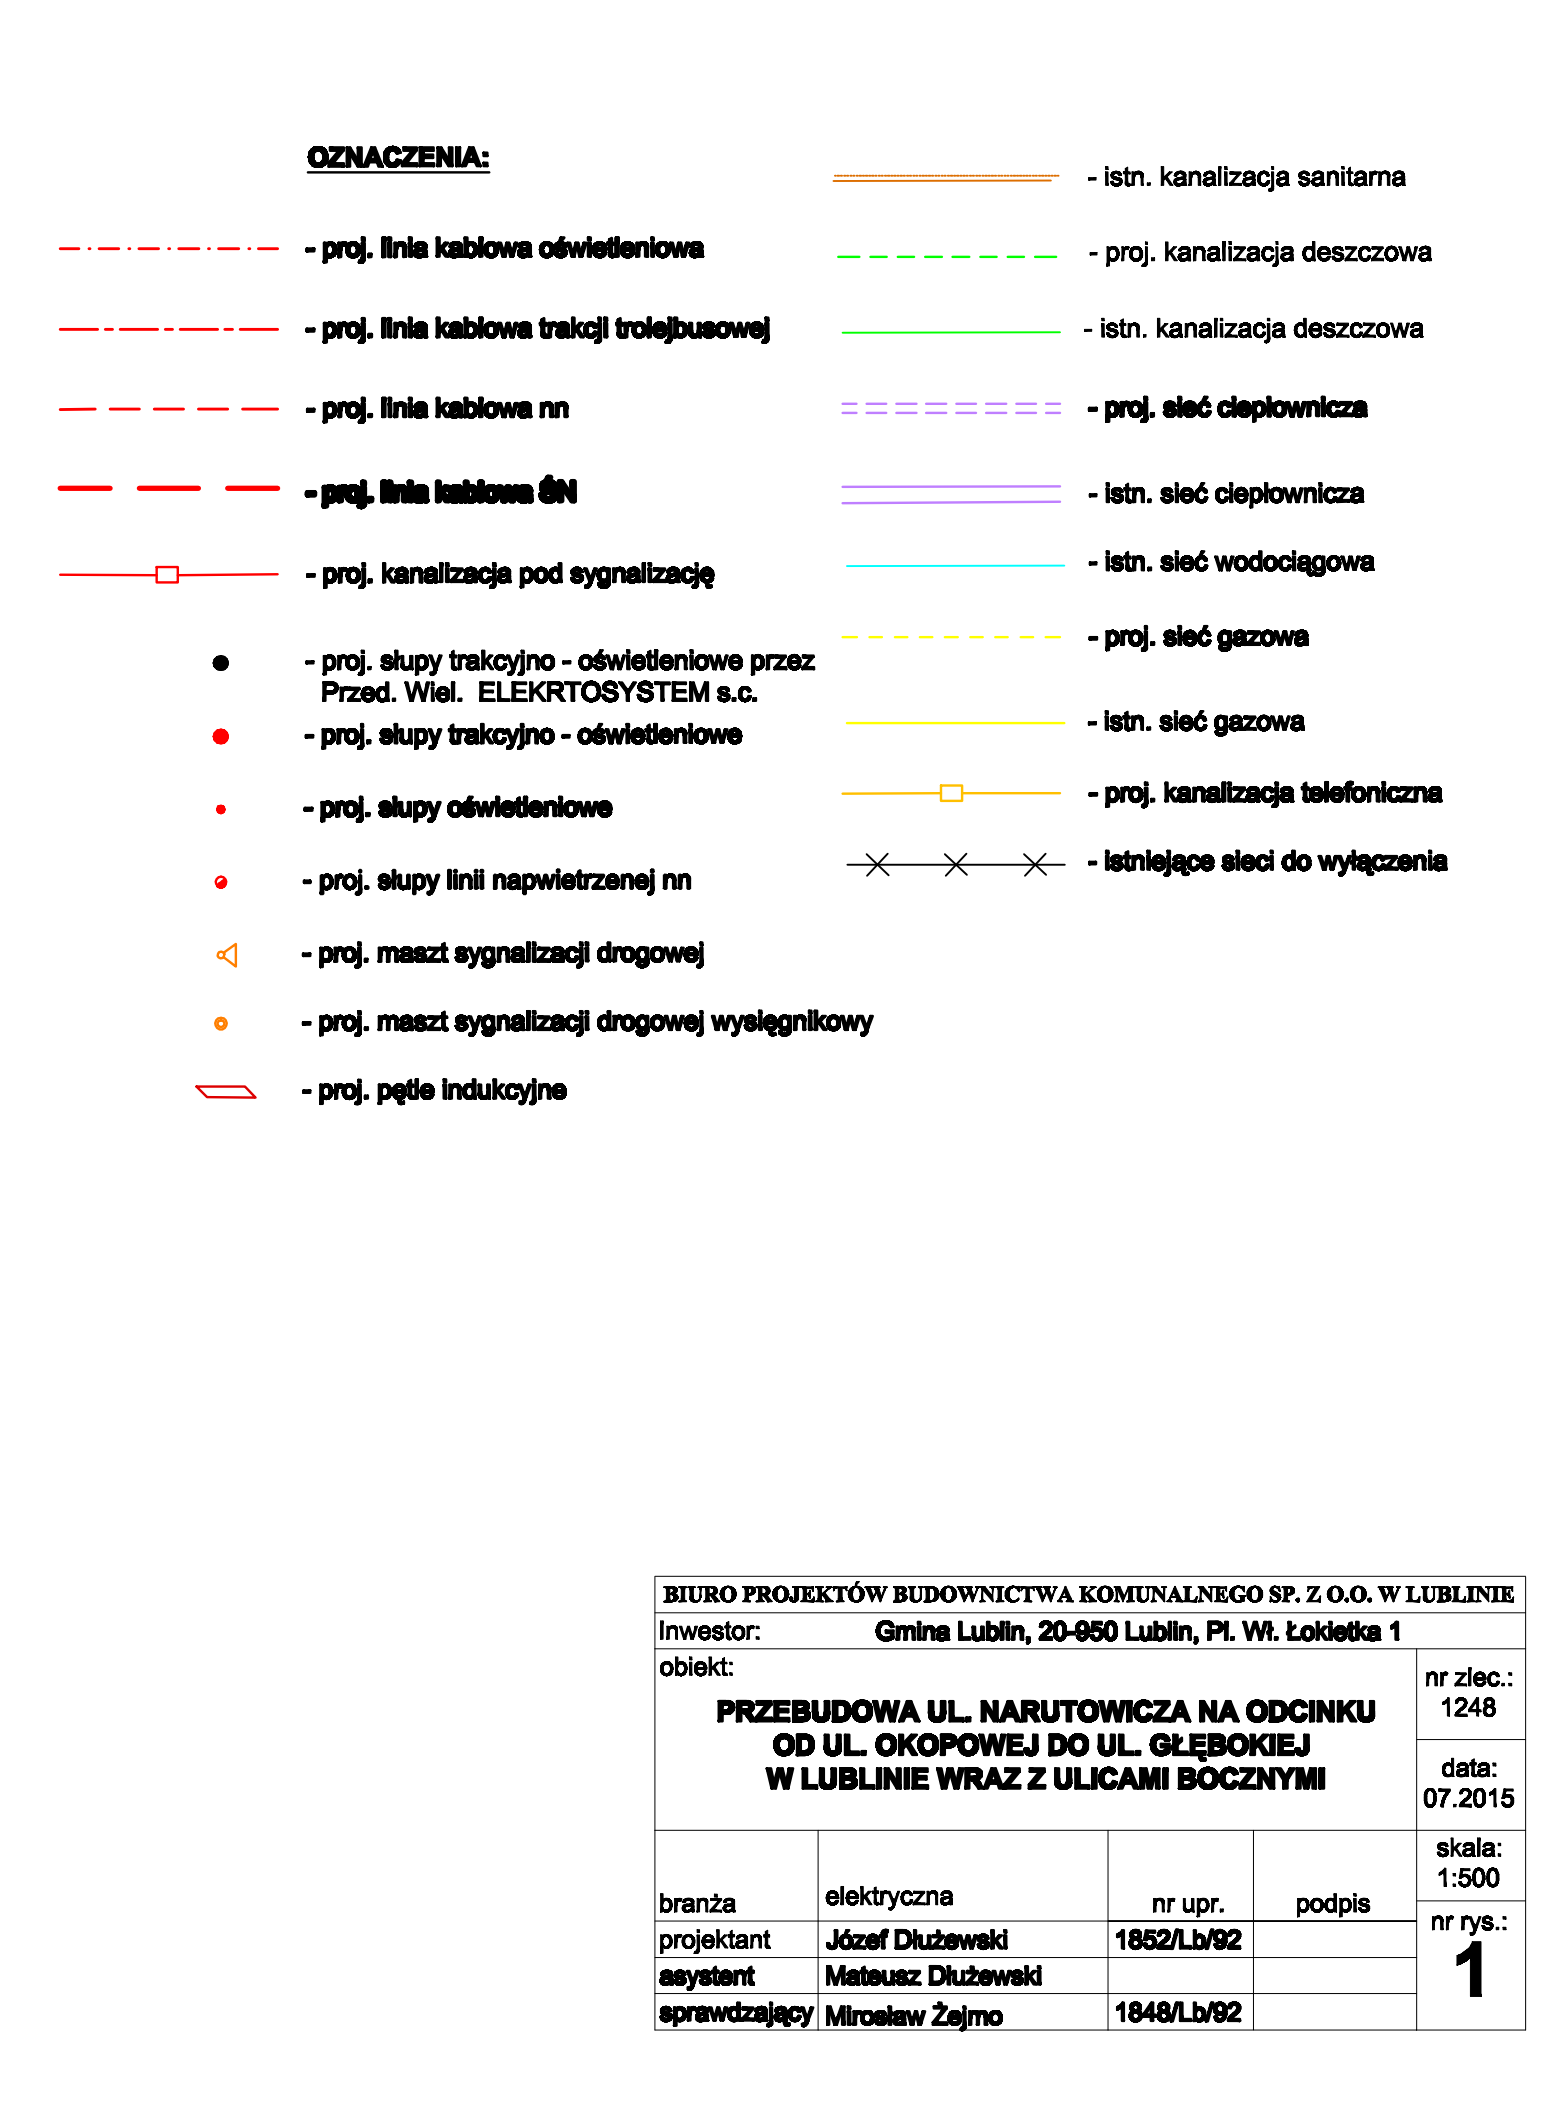 OZNACZENIA:
- proj. linia kablowa oświetleniowa
- proj. linia kablowa trakcji trolejbusowej
- proj. linia kablowa nn
- proj. linia kablowa ŚN
- proj. kanalizacja pod sygnalizację
- proj. słupy trakcyjno - oświetleniowe przez
Przed. Wiel. ELEKRTOSYSTEM s.c.
- proj. słupy trakcyjno - oświetleniowe
- proj. słupy oświetleniowe
- proj. słupy linii napwietrzenej nn
- proj. maszt sygnalizacji drogowej
- proj. maszt sygnalizacji drogowej wysięgnikowy
- proj. pętle indukcyjne
- istn. kanalizacja sanitarna
- proj. kanalizacja deszczowa
- istn. kanalizacja deszczowa
- proj. sieć ciepłownicza
- istn. sieć ciepłownicza
- istn. sieć wodociągowa
- proj. sieć gazowa
- istn. sieć gazowa
- proj. kanalizacja telefoniczna
- istniejące sieci do wyłączenia
BIURO PROJEKTÓW BUDOWNICTWA KOMUNALNEGO SP. Z O.O. W LUBLINIE
Inwestor: Gmina Lublin, 20-950 Lublin, Pl. Wł. Łokietka 1
obiekt:
PRZEBUDOWA UL. NARUTOWICZA NA ODCINKU
OD UL. OKOPOWEJ DO UL. GŁĘBOKIEJ
W LUBLINIE WRAZ Z ULICAMI BOCZNYMI
nr zlec.:
1248
data:
07.2015
skala:
1:500
nr rys.:
1
branża elektryczna nr upr. podpis
projektant Józef Dłużewski 1852/Lb/92
asystent Mateusz Dłużewski
sprawdzający Mirosław Żejmo 1848/Lb/92